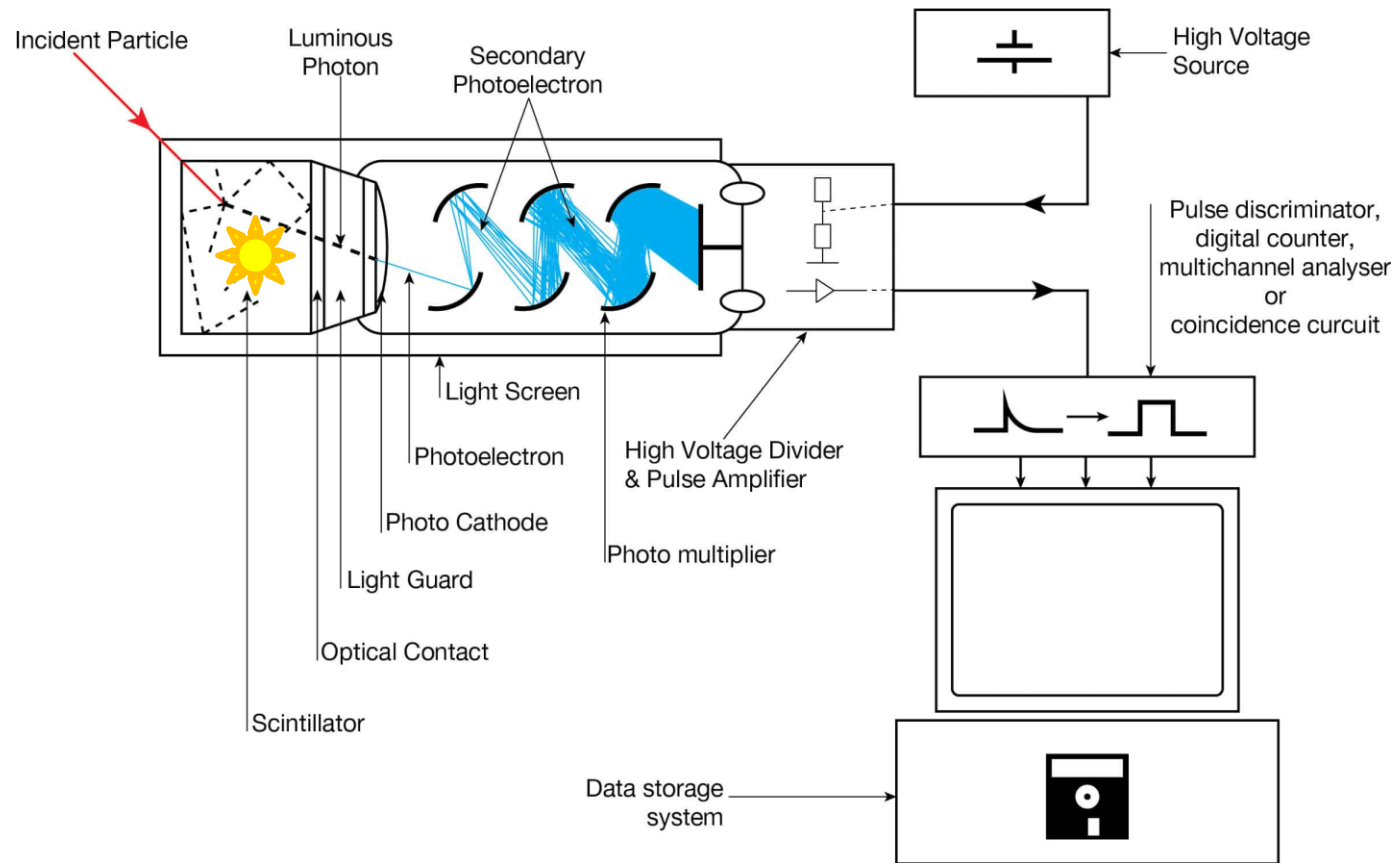 Incident Particle
Luminous
Photon
Secondary
Photoelectron
High Voltage
Source
Pulse discriminator,
digital counter,
multichannel analyser
or
coincidence curcuit
Light Screen
Photoelectron
High Voltage Divider
& Pulse Amplifier
Photo Cathode
Photo multiplier
Light Guard
Optical Contact
Scintillator
Data storage
system